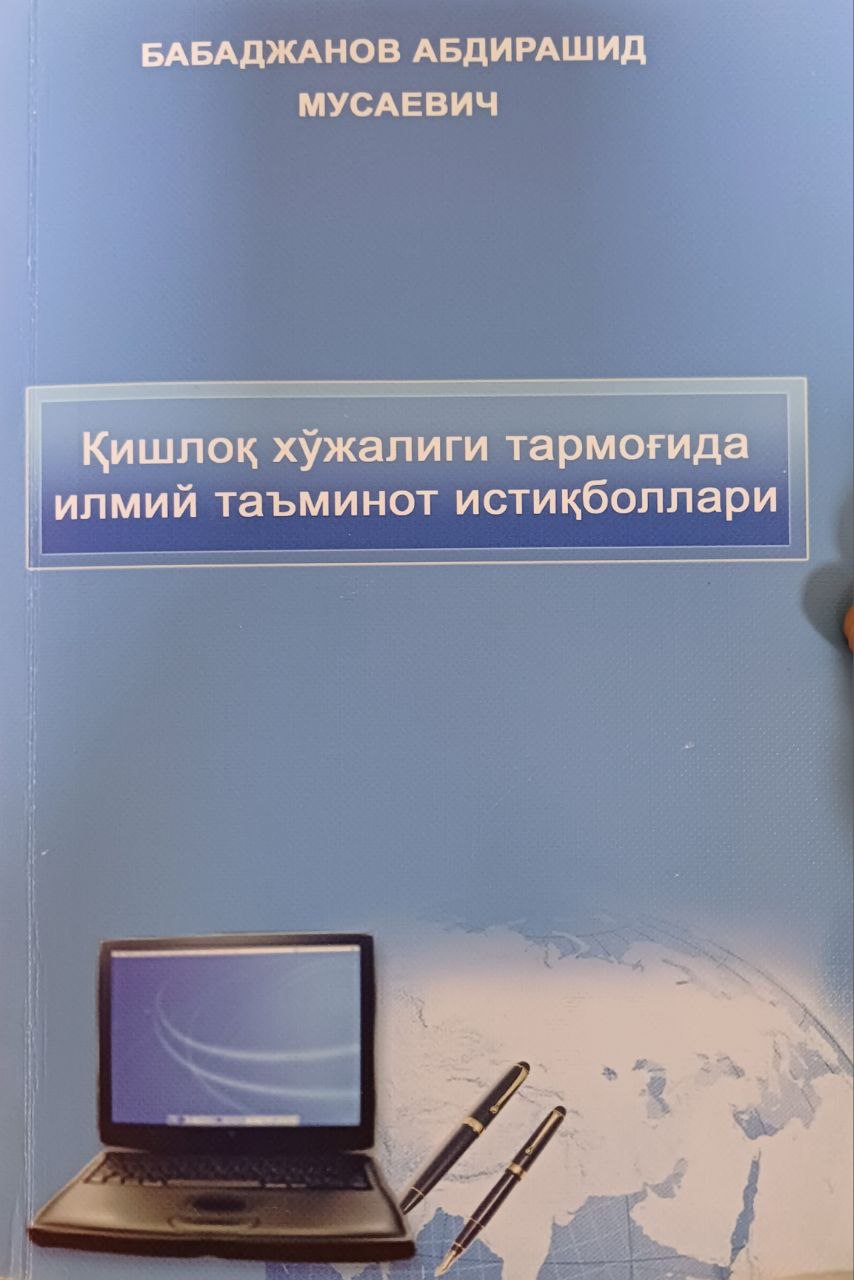 БАБАДЖАНОВ АБДИРАШИД
МУСАЕВИЧ
Қишлоқ хўжалиги тармоғида
илмий таъминот истиқболлари